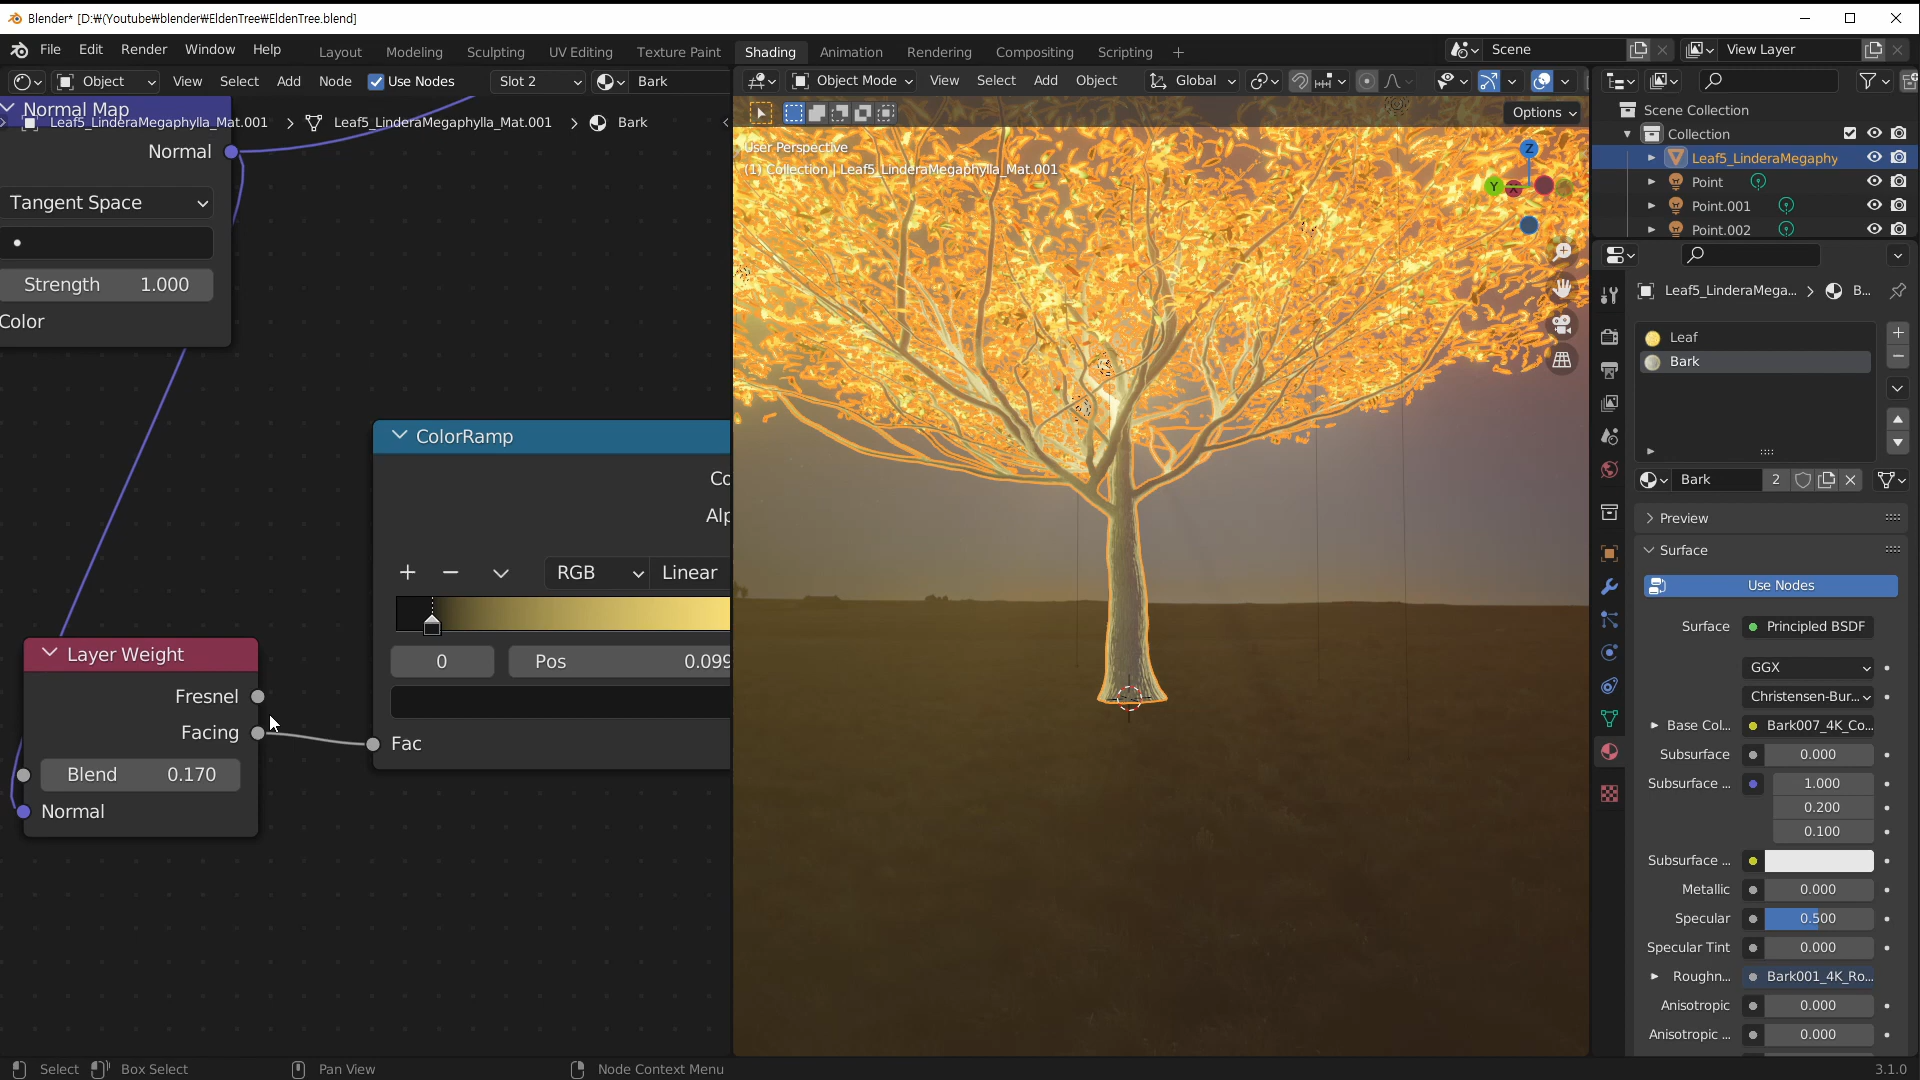 Blender* [D:₩(Youtube₩blender₩EldenTree₩EldenTree.blend]
File Edit Render Window Help
Layout Modeling Sculpting UV Editing Texture Paint Shading Animation Rendering Compositing Scripting +
Scene
View Layer
Object View Select Add Node Use Nodes Slot 2 Bark
Object Mode View Select Add Object Global
Options
Normal Map
Leaf5_LinderaMegaphylla_Mat.001 > Leaf5_LinderaMegaphylla_Mat.001 > Bark
Normal
Tangent Space
Strength 1.000
Color
ColorRamp
Co
Alp
+ − RGB Linear
0 Pos 0.099
Fac
Layer Weight
Fresnel
Facing
Blend 0.170
Normal
User Perspective
(1) Collection | Leaf5_LinderaMegaphylla_Mat.001
Z
Y
X
Scene Collection
Collection
Leaf5_LinderaMegaphy
Point
Point.001
Point.002
Leaf5_LinderaMega... > B...
Leaf
Bark
Bark 2
Preview
Surface
Use Nodes
Surface Principled BSDF
GGX
Christensen-Bur...
Base Col... Bark007_4K_Co...
Subsurface 0.000
Subsurface ... 1.000
0.200
0.100
Subsurface ...
Metallic 0.000
Specular 0.500
Specular Tint 0.000
Roughn... Bark001_4K_Ro...
Anisotropic 0.000
Anisotropic ... 0.000
Select Box Select Pan View Node Context Menu
3.1.0